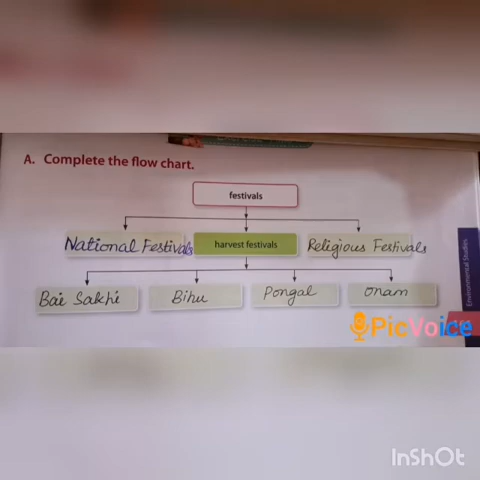 A. Complete the flow chart.
festivals
National Festivals
harvest festivals
Religious Festivals
Bai Sakhi
Bihu
Pongal
Onam
Environmental Studies
PicVoice
InShOt